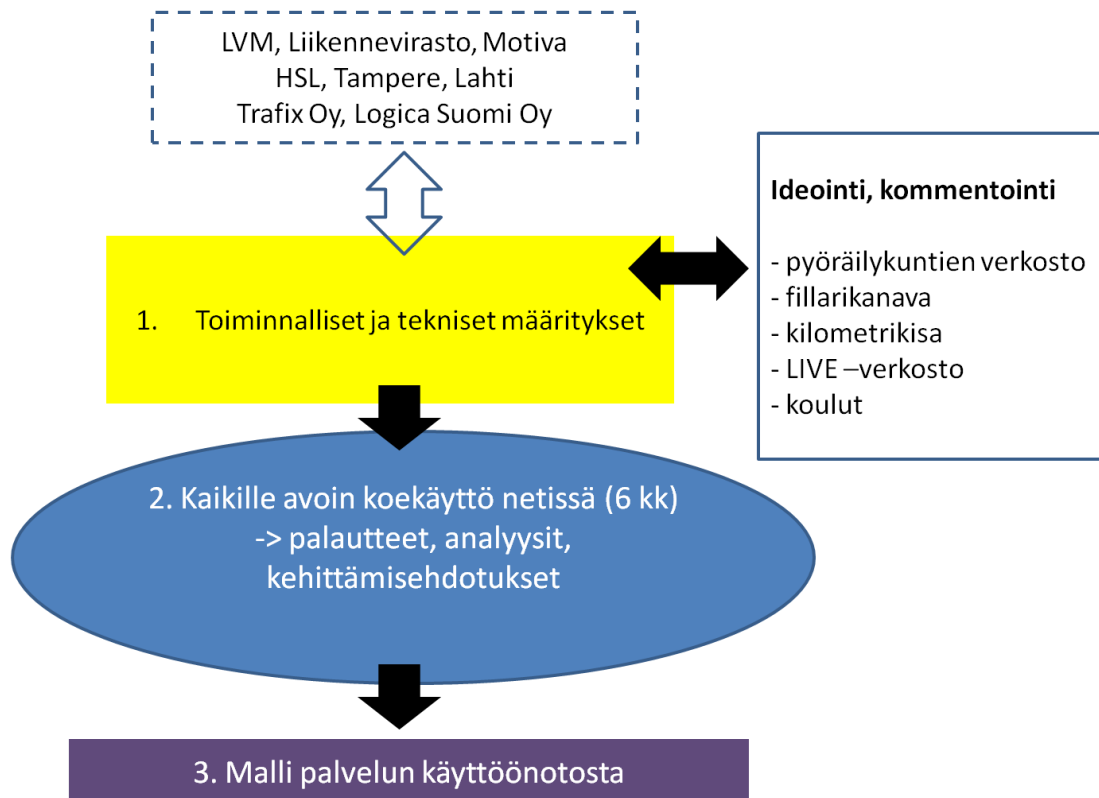 LVM, Liikennevirasto, Motiva
HSL, Tampere, Lahti
Trafix Oy, Logica Suomi Oy
Ideointi, kommentointi
- pyöräilykuntien verkosto
- fillarikanava
- kilometrikisa
- LIVE –verkosto
- koulut
1. Toiminnalliset ja tekniset määritykset
2. Kaikille avoin koekäyttö netissä (6 kk)
-> palautteet, analyysit,
kehittämisehdotukset
3. Malli palvelun käyttöönotosta